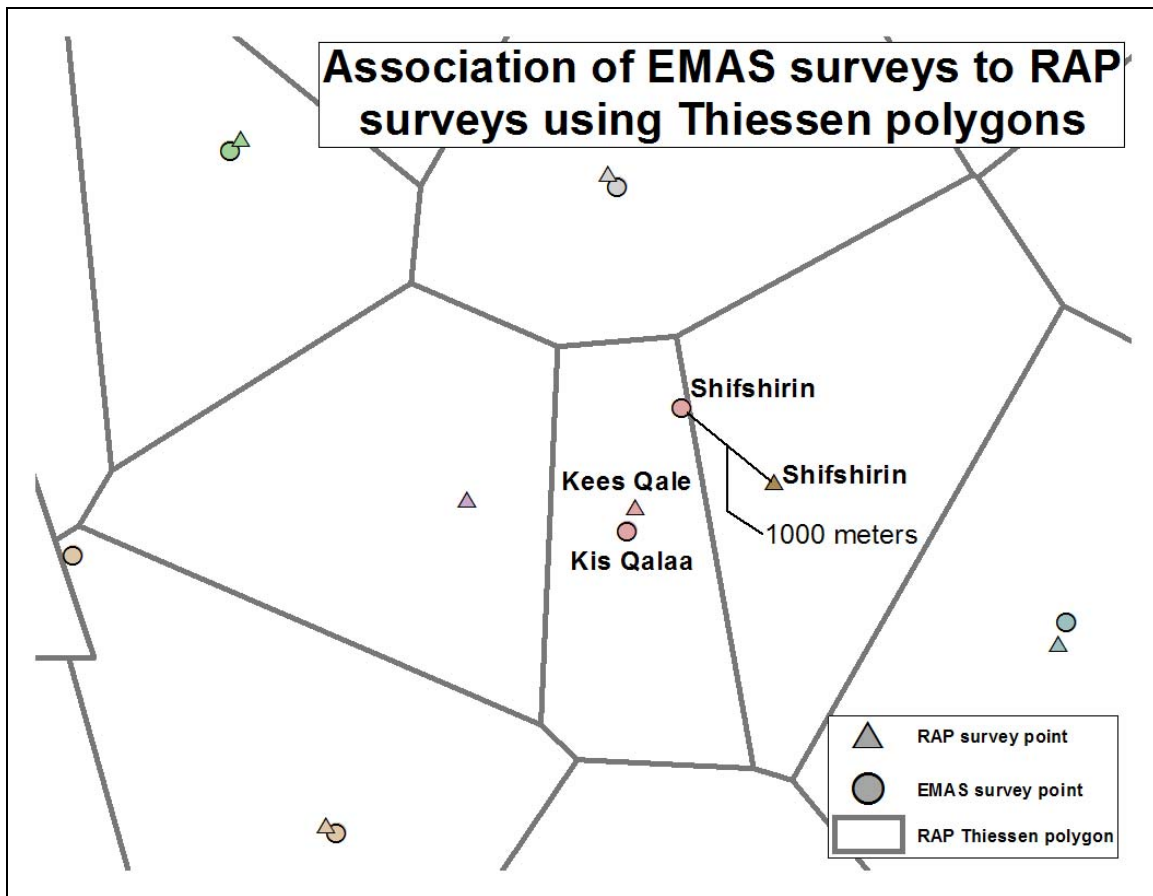 Association of EMAS surveys to RAP
surveys using Thiessen polygons
Shifshirin
Shifshirin
Kees Qale
1000 meters
Kis Qalaa
RAP survey point
EMAS survey point
RAP Thiessen polygon